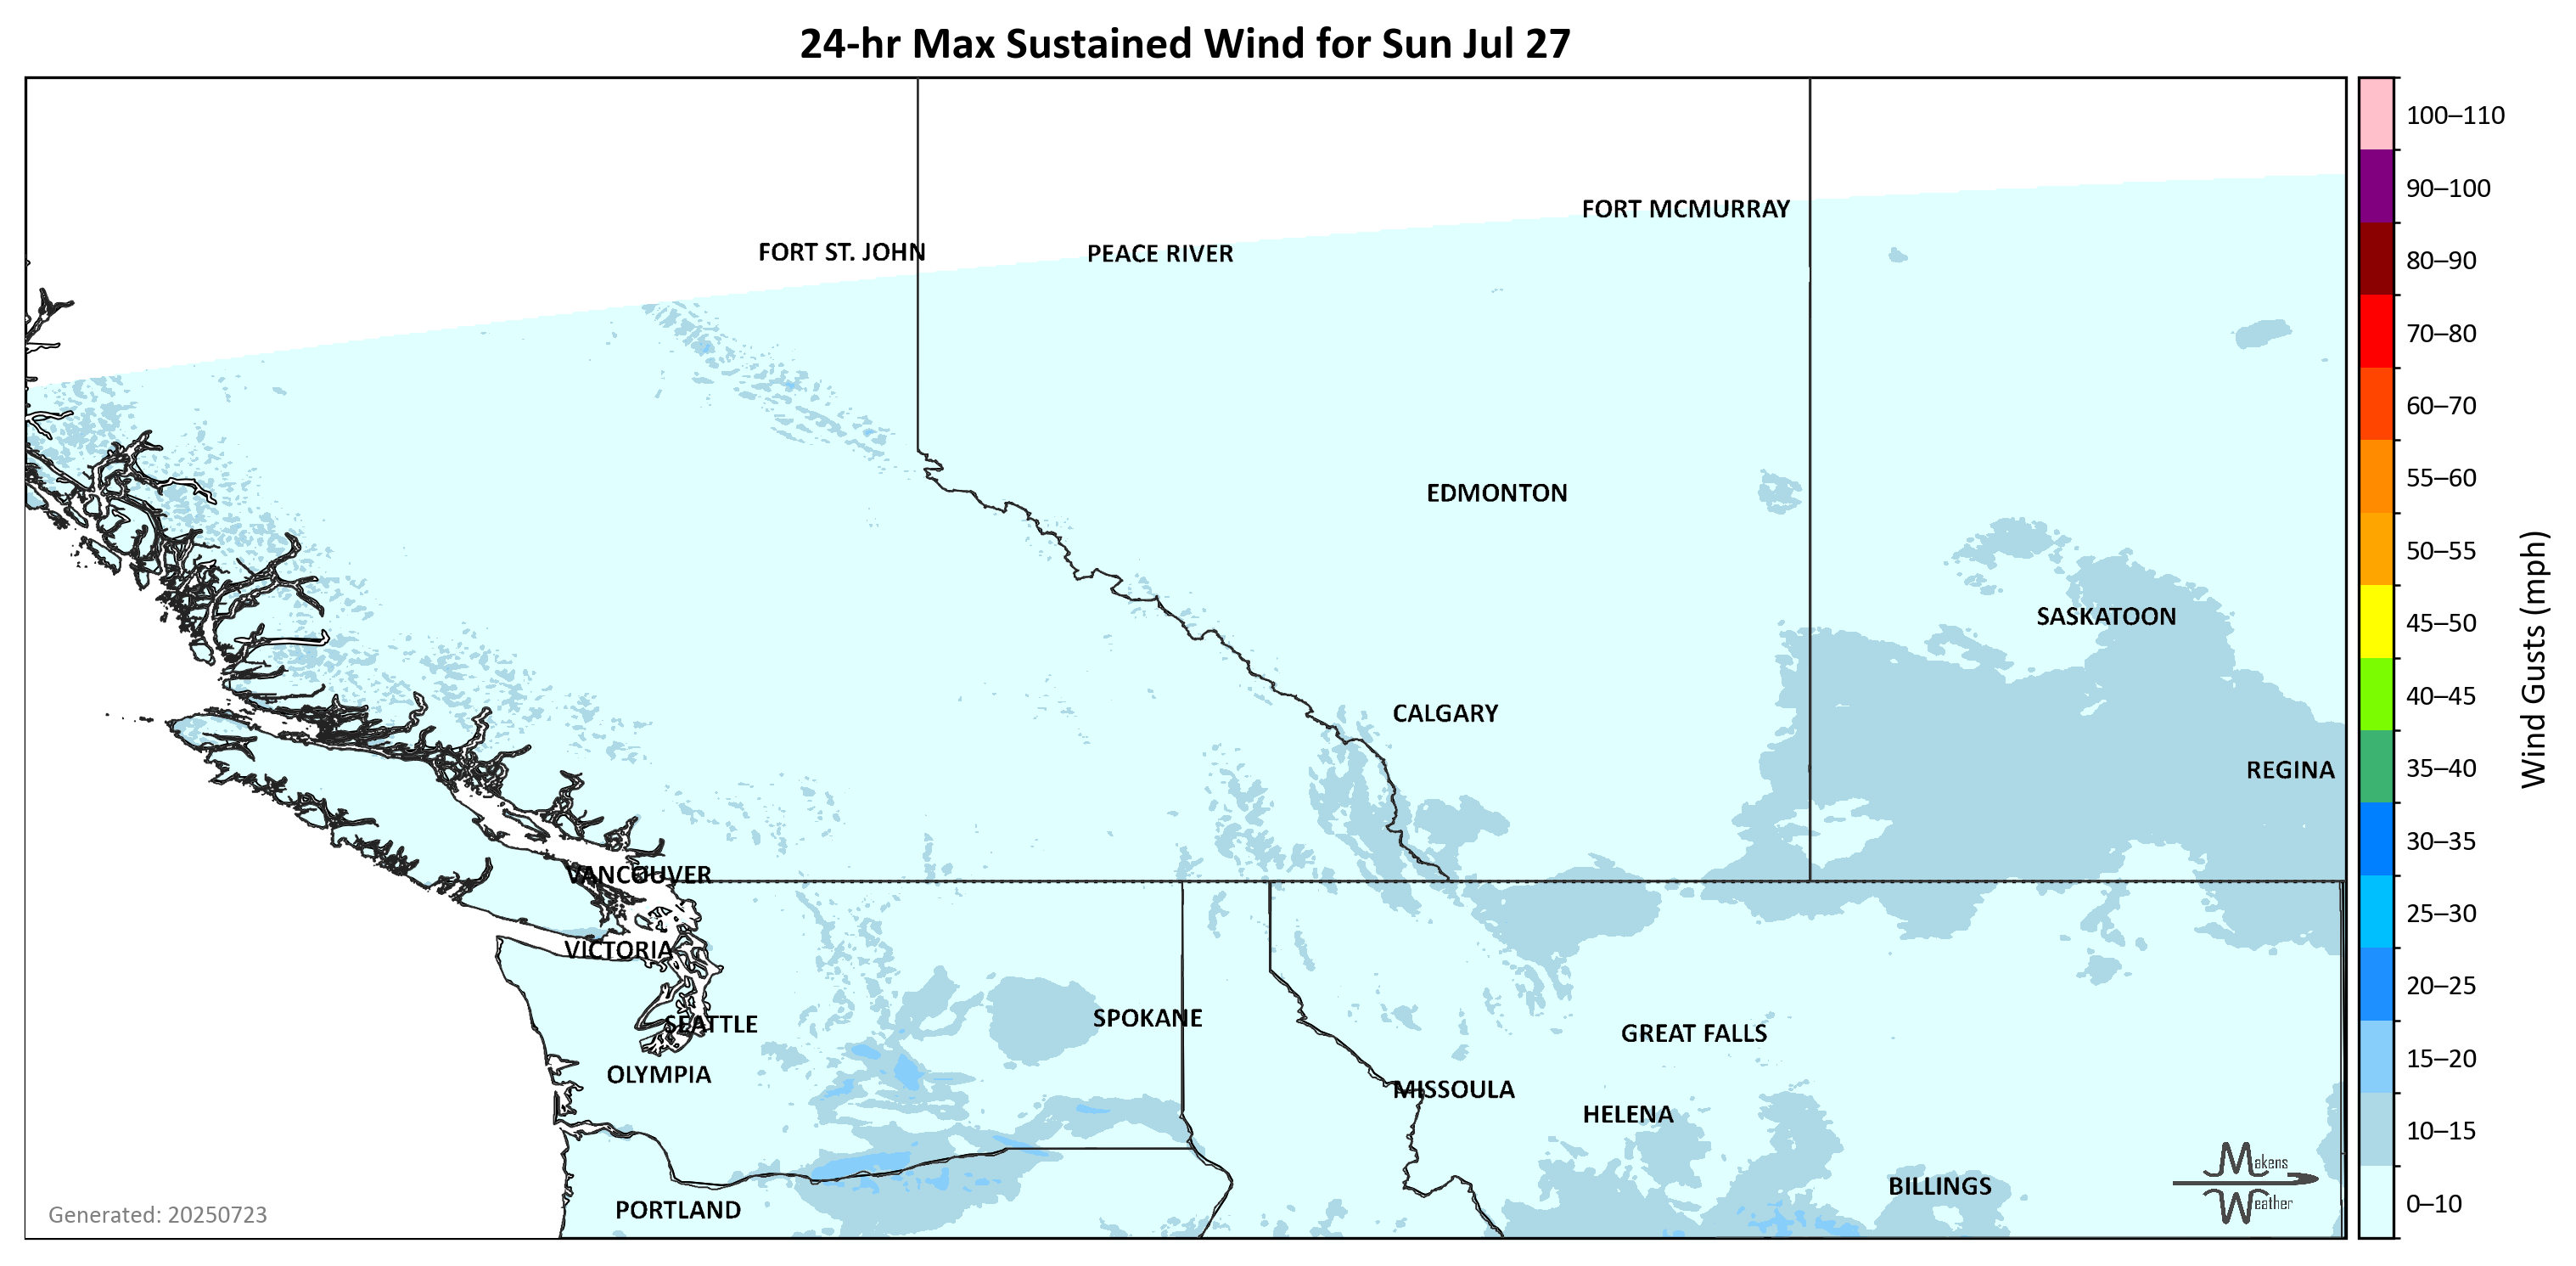 24-hr Max Sustained Wind for Sun Jul 27
100–110
90–100
80–90
70–80
60–70
55–60
50–55
45–50
40–45
35–40
30–35
25–30
20–25
15–20
10–15
0–10
Wind Gusts (mph)
FORT MCMURRAY
FORT ST. JOHN
PEACE RIVER
EDMONTON
SASKATOON
CALGARY
REGINA
VANCOUVER
VICTORIA
SEATTLE
SPOKANE
GREAT FALLS
OLYMPIA
MISSOULA
HELENA
BILLINGS
PORTLAND
Makens
Weather
Generated: 20250723